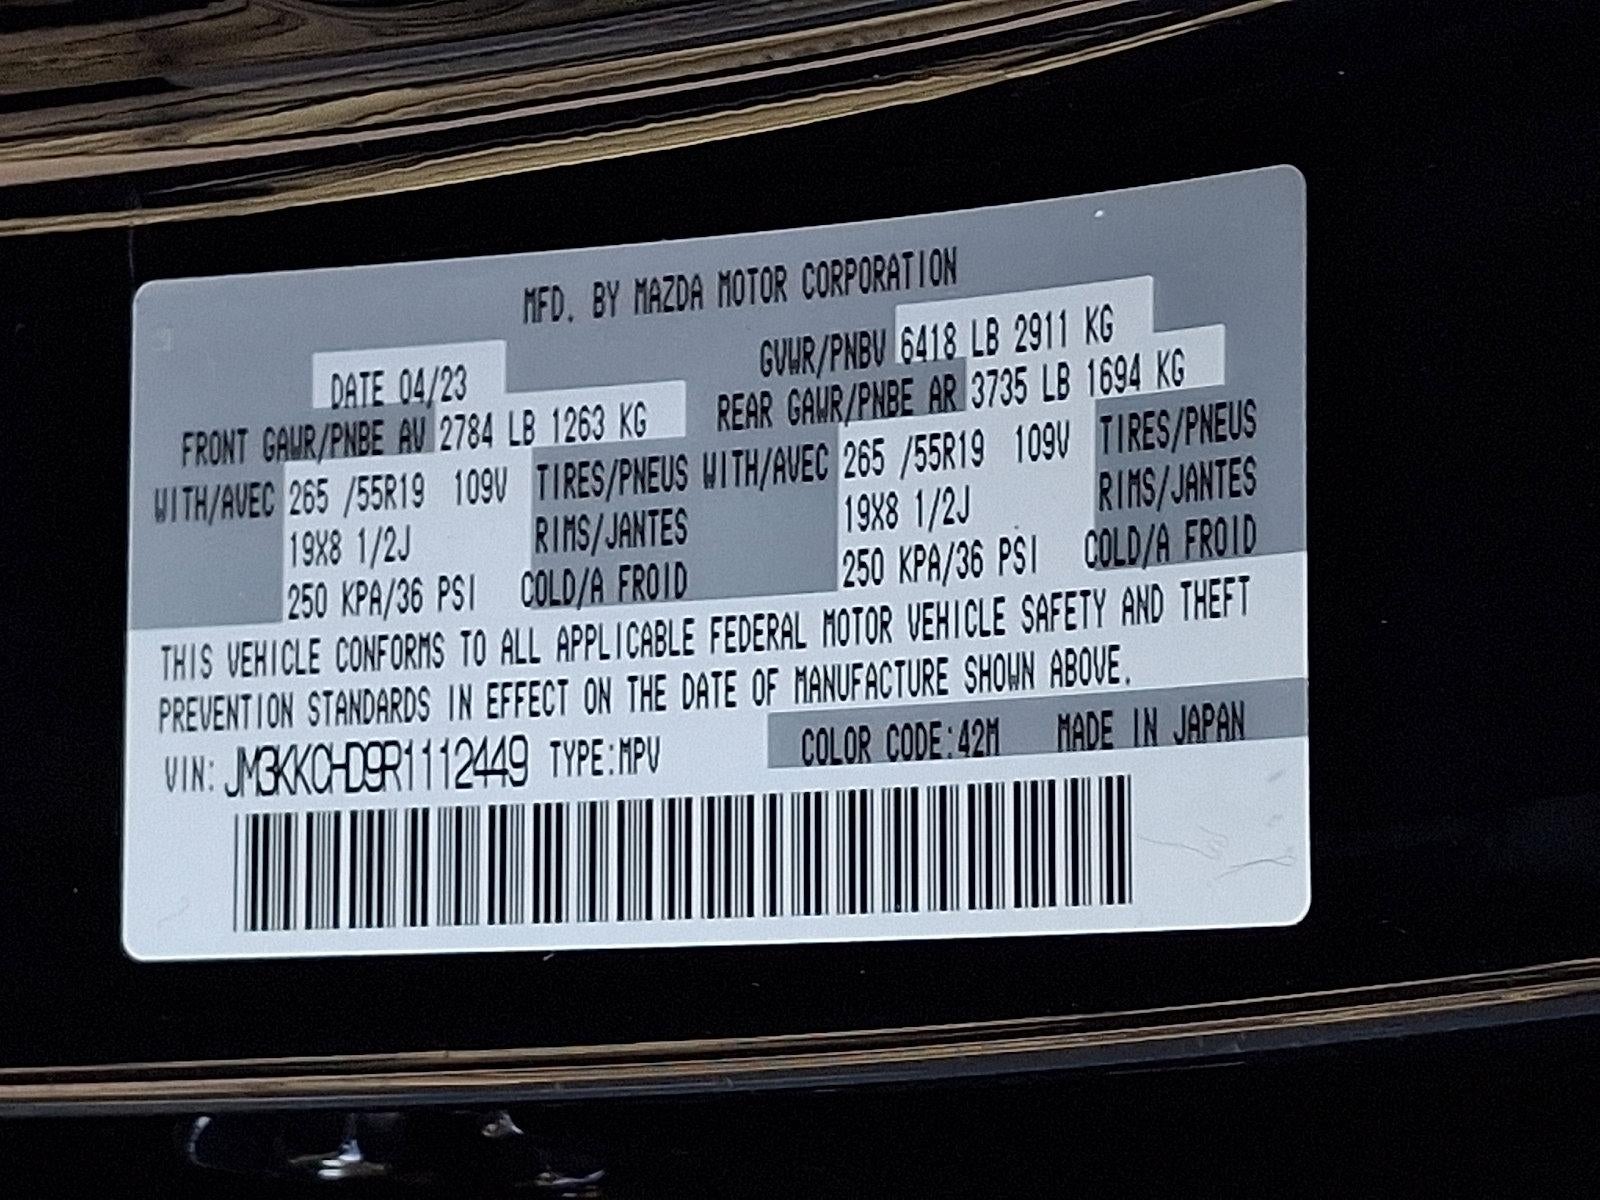 MFD. BY MAZDA MOTOR CORPORATION
DATE 04/23 GVWR/PNBV 6418 LB 2911 KG
FRONT GAWR/PNBE AV 2784 LB 1263 KG REAR GAWR/PNBE AR 3735 LB 1694 KG
WITH/AVEC 265 /55R19 109V TIRES/PNEUS WITH/AVEC 265 /55R19 109V TIRES/PNEUS
19X8 1/2J RIMS/JANTES 19X8 1/2J RIMS/JANTES
250 KPA/36 PSI COLD/A FROID 250 KPA/36 PSI COLD/A FROID
THIS VEHICLE CONFORMS TO ALL APPLICABLE FEDERAL MOTOR VEHICLE SAFETY AND THEFT
PREVENTION STANDARDS IN EFFECT ON THE DATE OF MANUFACTURE SHOWN ABOVE.
VIN: JM3KKCHD9R1112449 TYPE:MPV COLOR CODE:42M MADE IN JAPAN